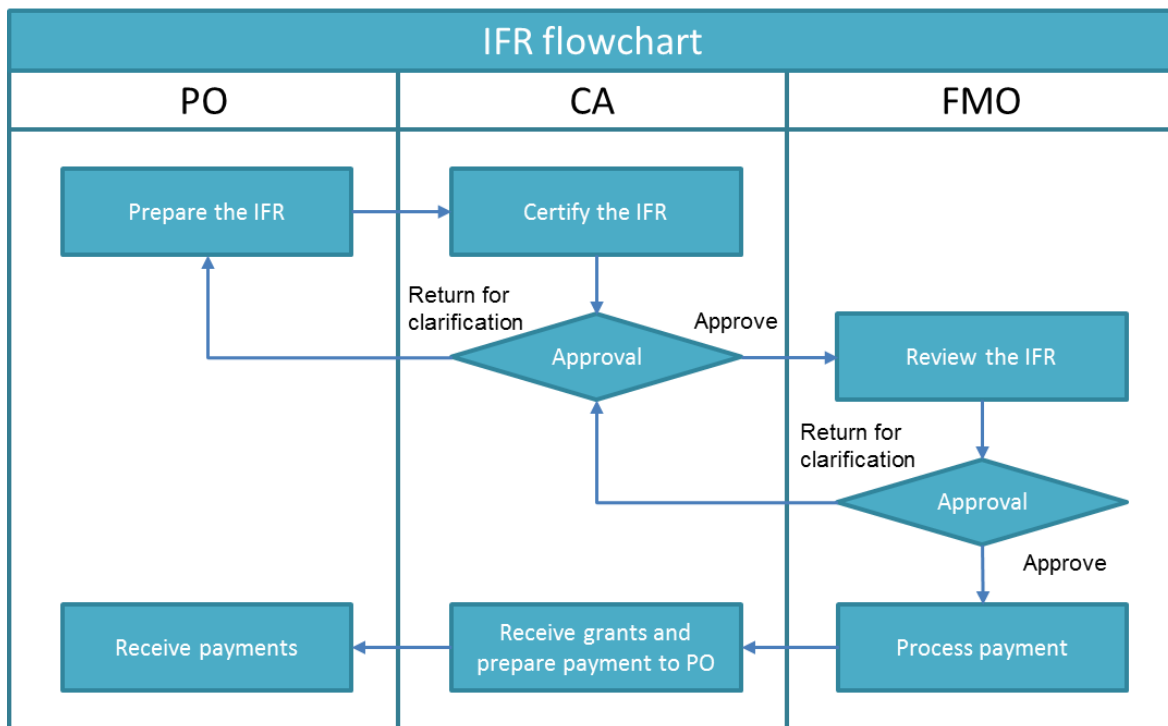 IFR flowchart
PO
CA
FMO
Prepare the IFR
Certify the IFR
Return for
clarification
Approve
Approval
Review the IFR
Return for
clarification
Approval
Approve
Receive payments
Receive grants and
prepare payment to PO
Process payment